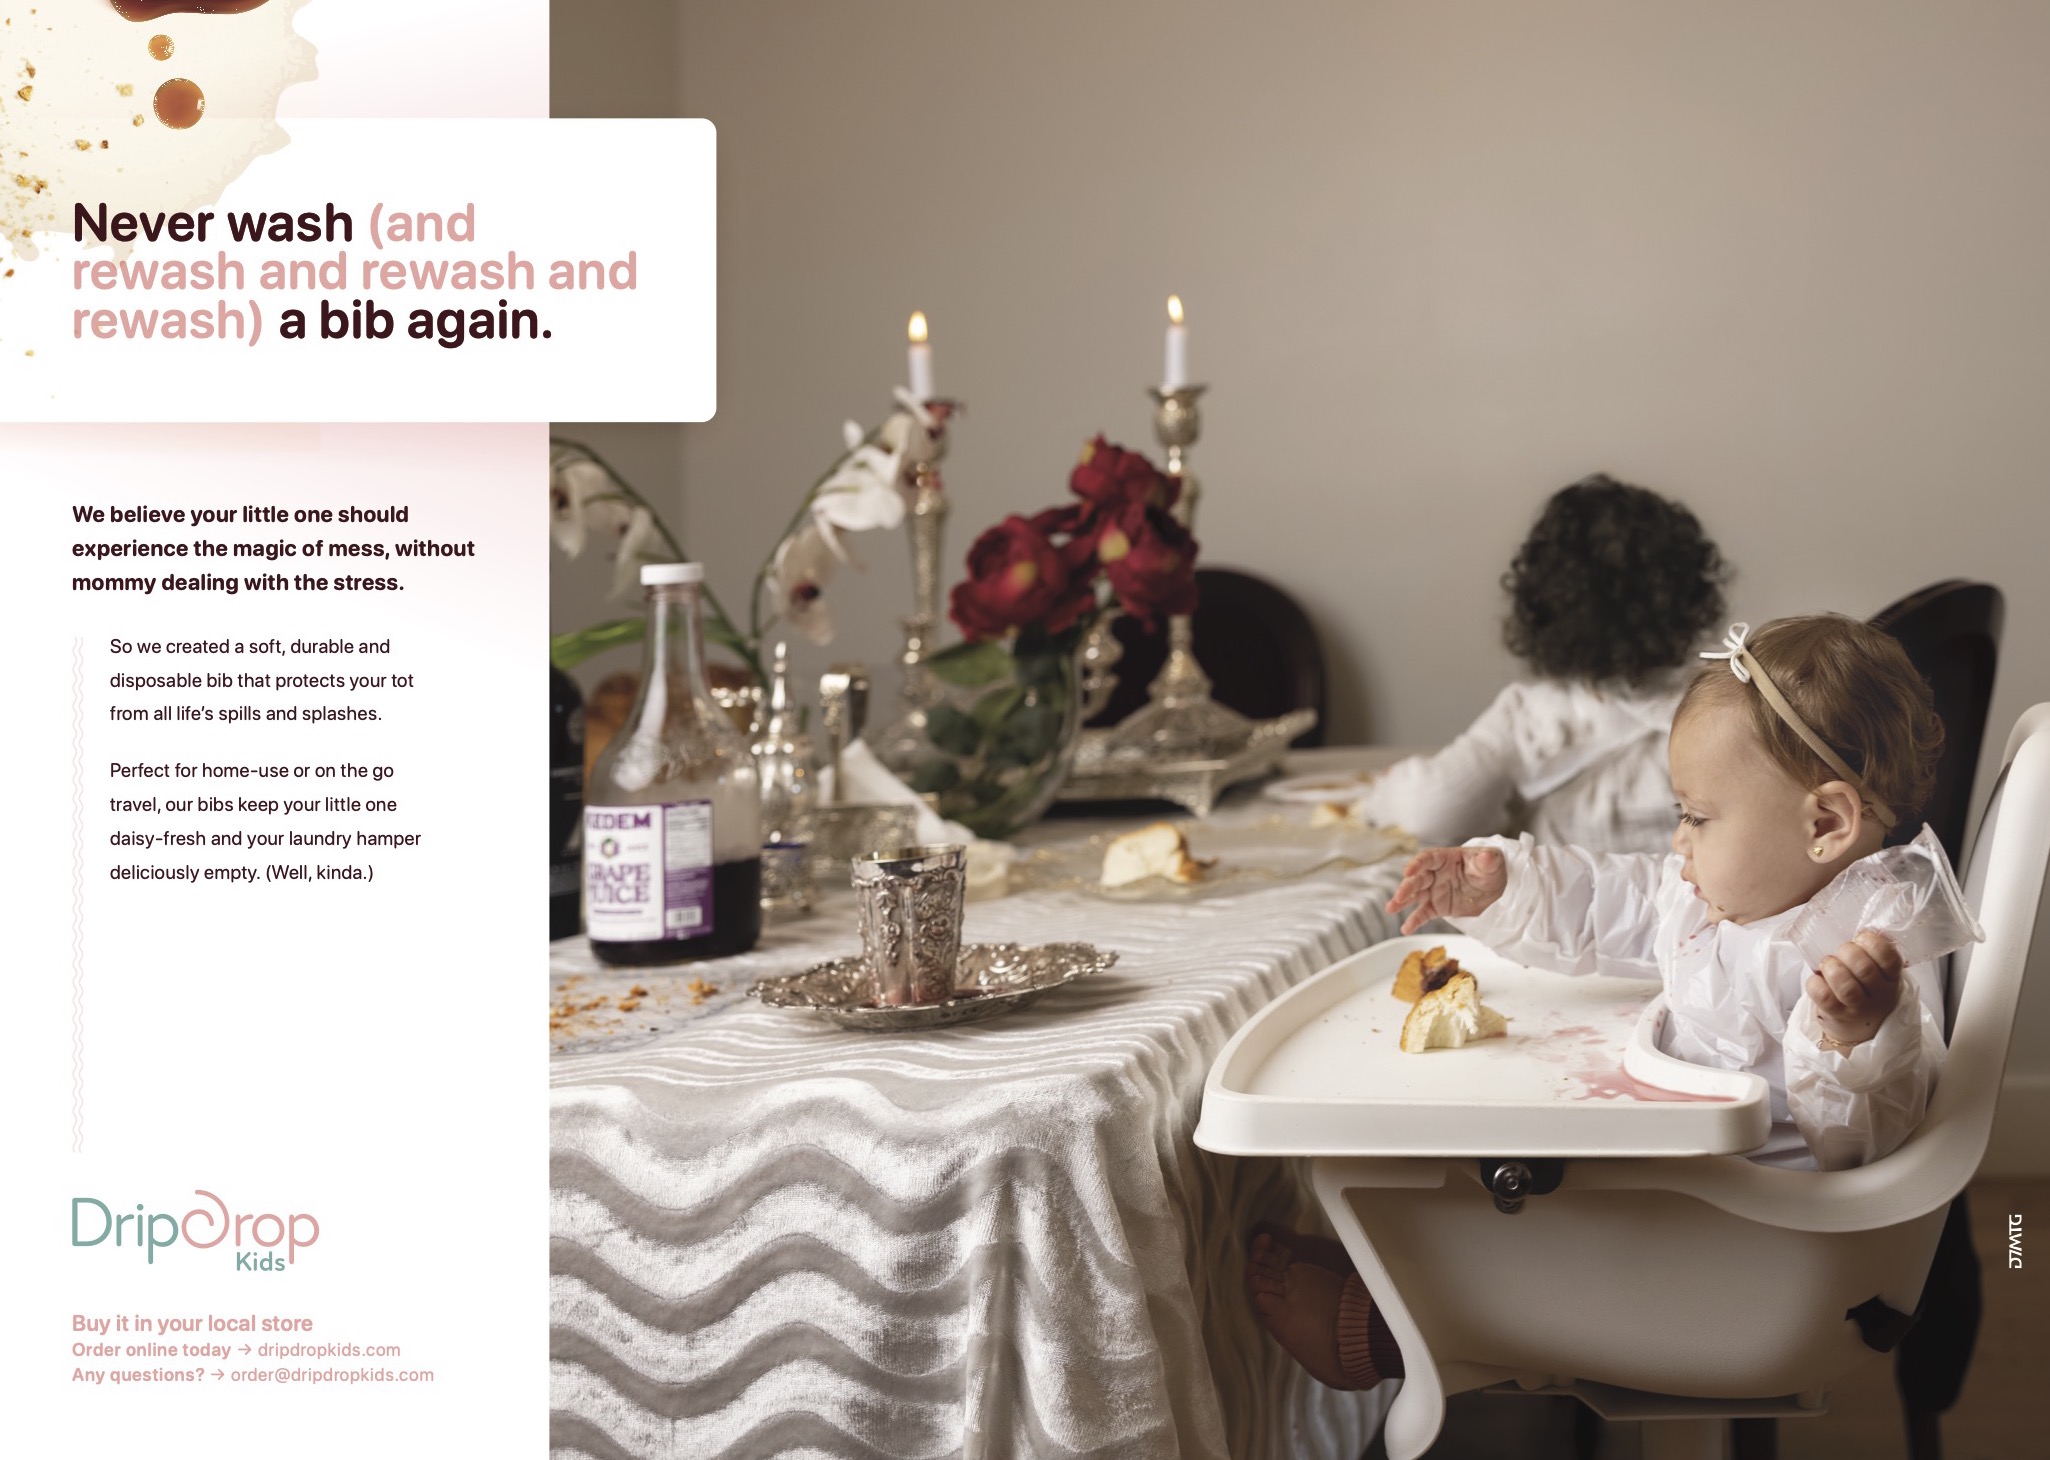 Never wash (and
rewash and rewash and
rewash) a bib again.
We believe your little one should
experience the magic of mess, without
mommy dealing with the stress.
So we created a soft, durable and
disposable bib that protects your tot
from all life’s spills and splashes.
Perfect for home-use or on the go
travel, our bibs keep your little one
daisy-fresh and your laundry hamper
deliciously empty. (Well, kinda.)
DripDrop
Kids
Buy it in your local store
Order online today → dripdropkids.com
Any questions? → order@dripdropkids.com
KEDEM
GRAPE
JUICE